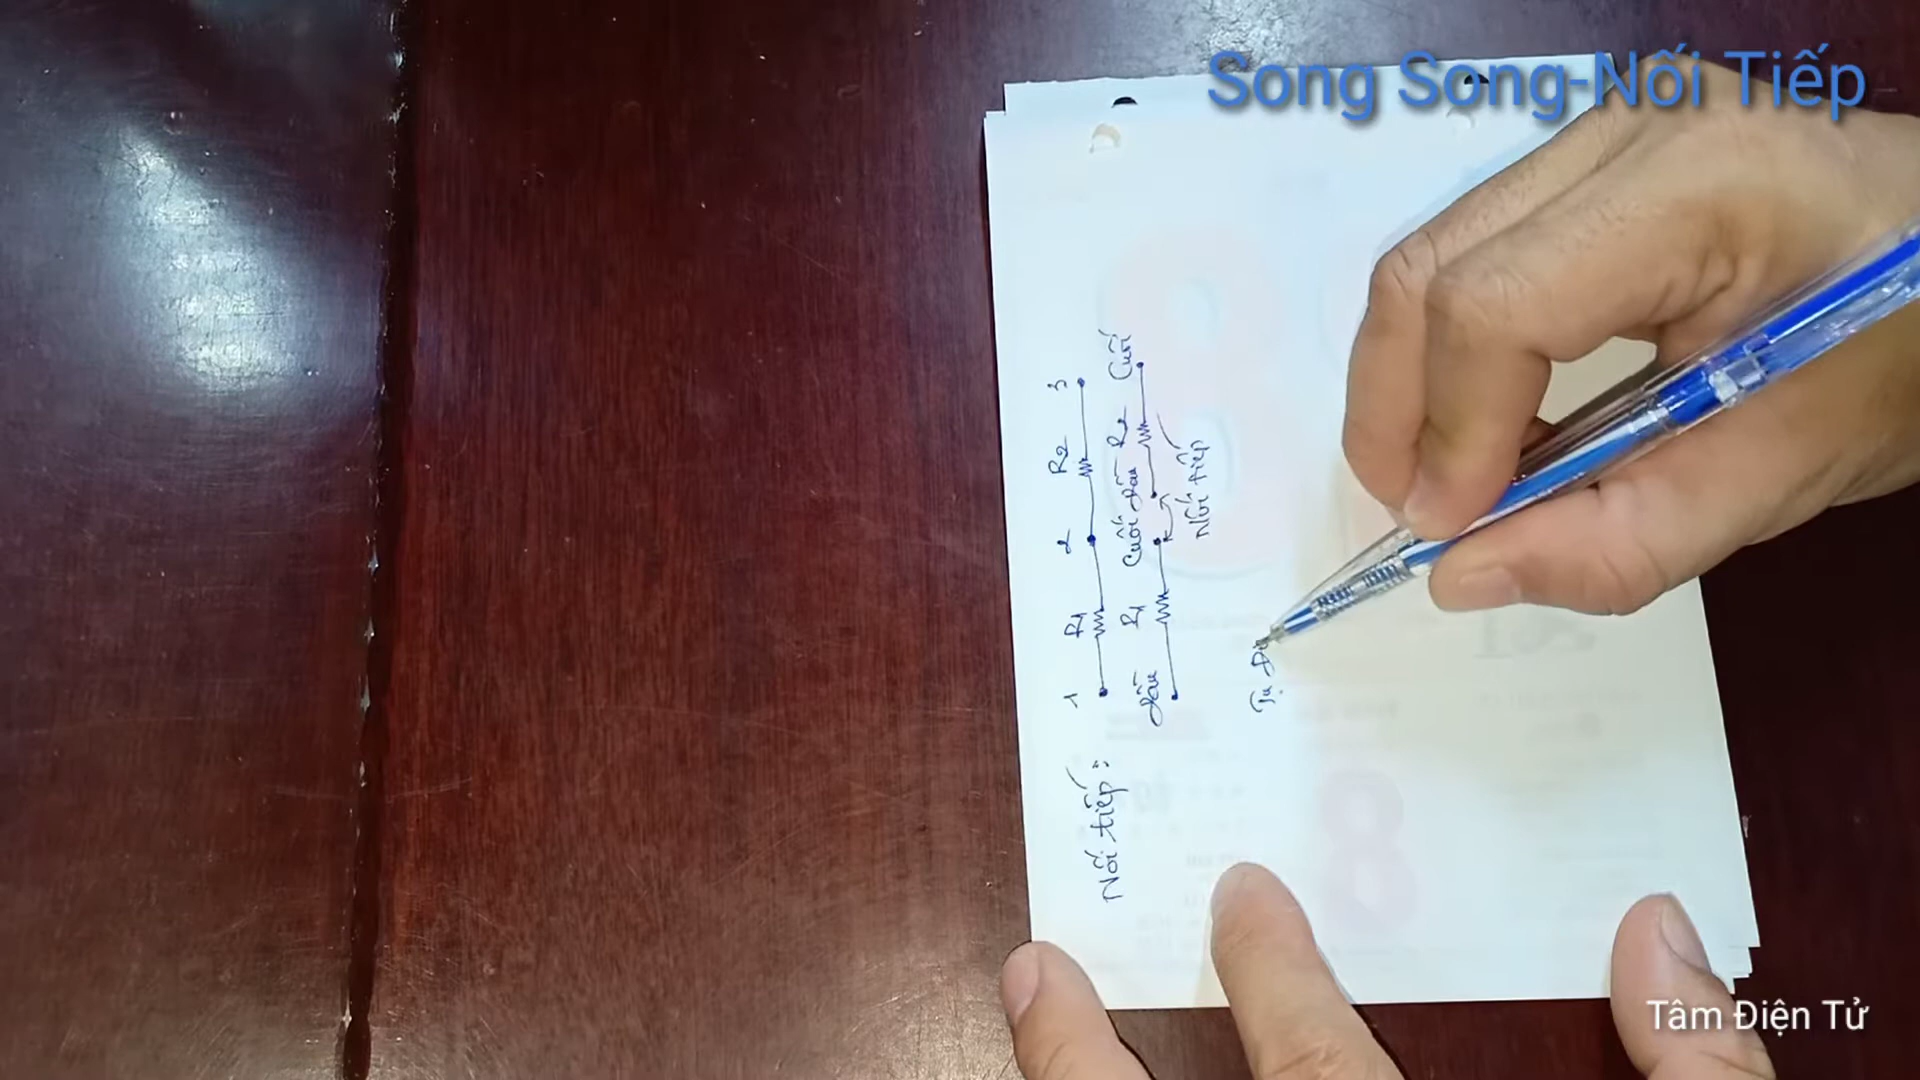 Song Song-Nối Tiếp
Nối tiếp:
1 R1 2 R2 3
Đầu R1 Cuối Đầu R2 Cuối
Nối tiếp
Tụ
Tâm Điện Tử